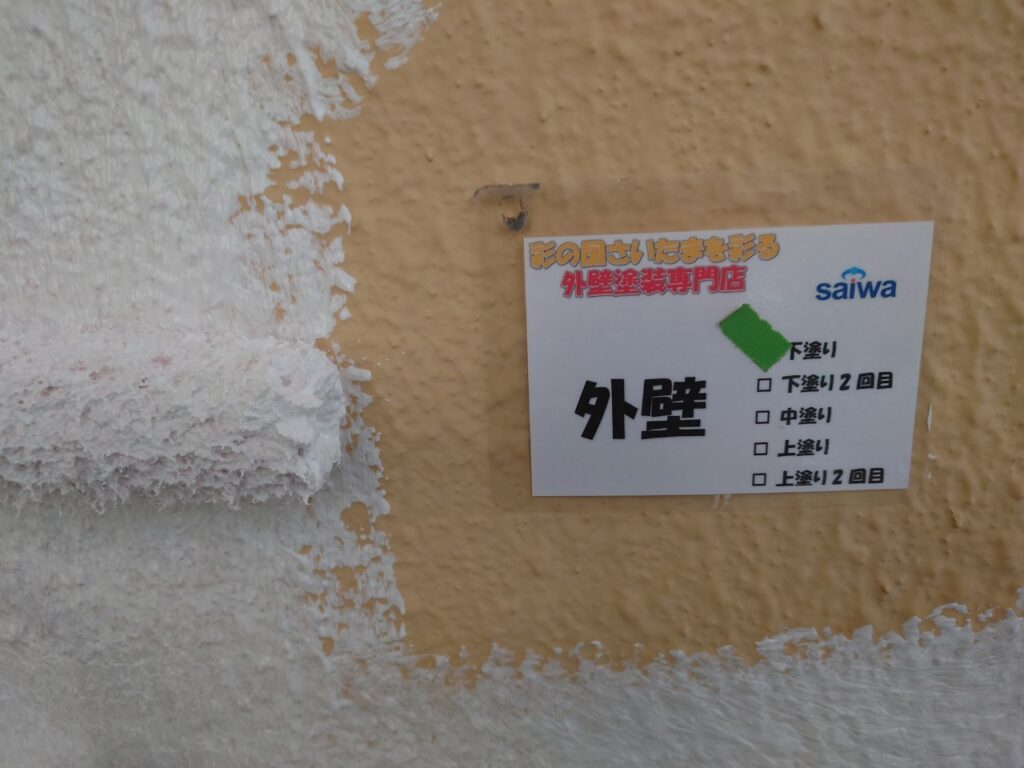 彩の国さいたまを彩る
外壁塗装専門店
saiwa
外壁
下塗り
□ 下塗り2回目
□ 中塗り
□ 上塗り
□ 上塗り2回目